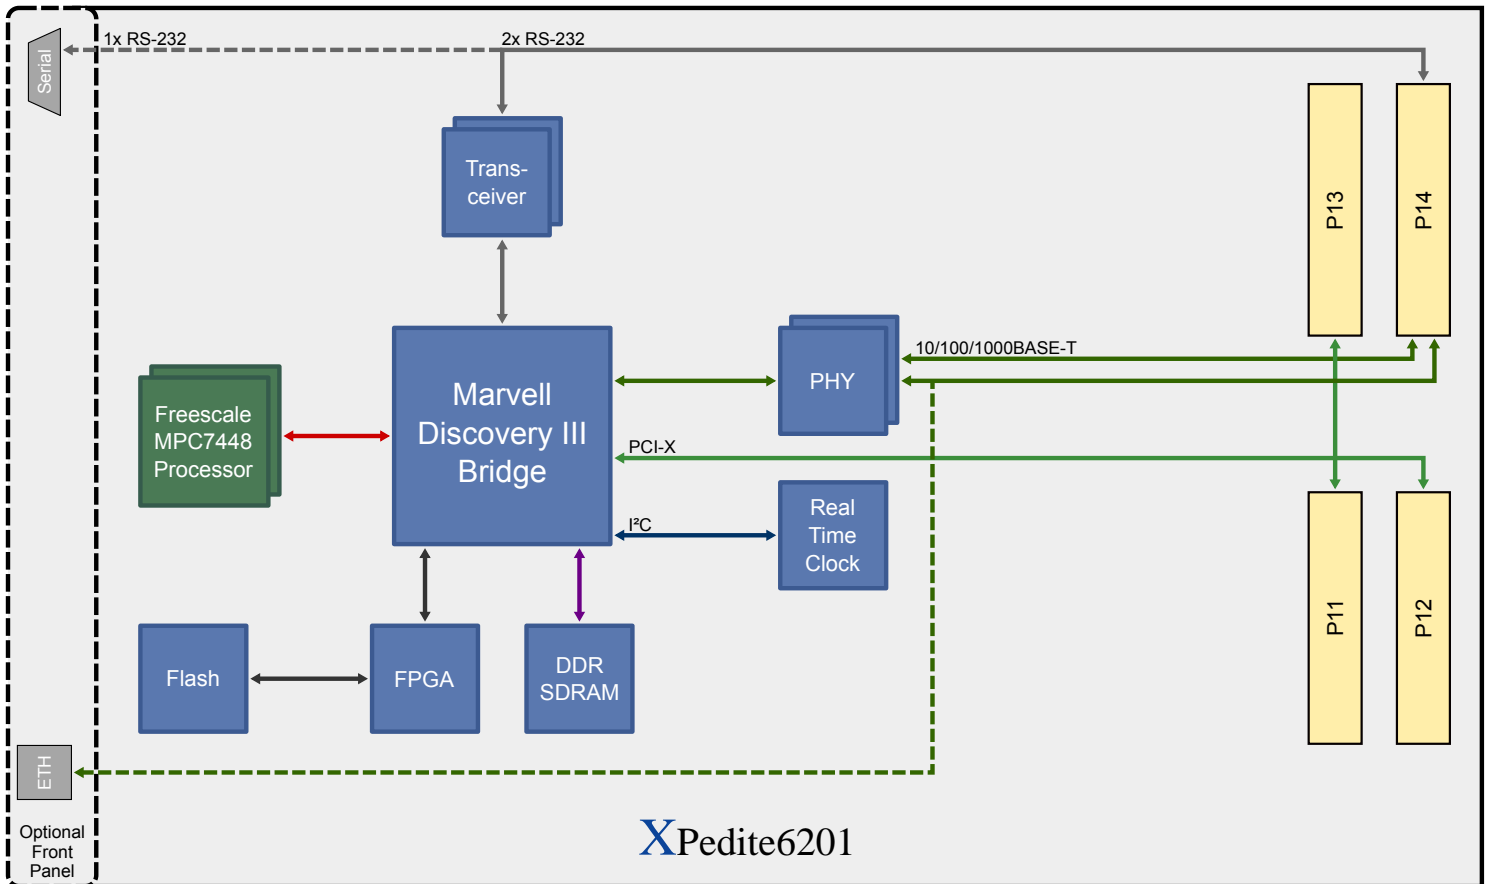 1x RS-232
2x RS-232
Serial
Trans-
ceiver
P13
P14
10/100/1000BASE-T
PHY
Marvell
Discovery III
Bridge
Freescale
MPC7448
Processor
PCI-X
I²C
Real
Time
Clock
P11
P12
Flash
FPGA
DDR
SDRAM
ETH
Optional
Front
Panel
XPedite6201